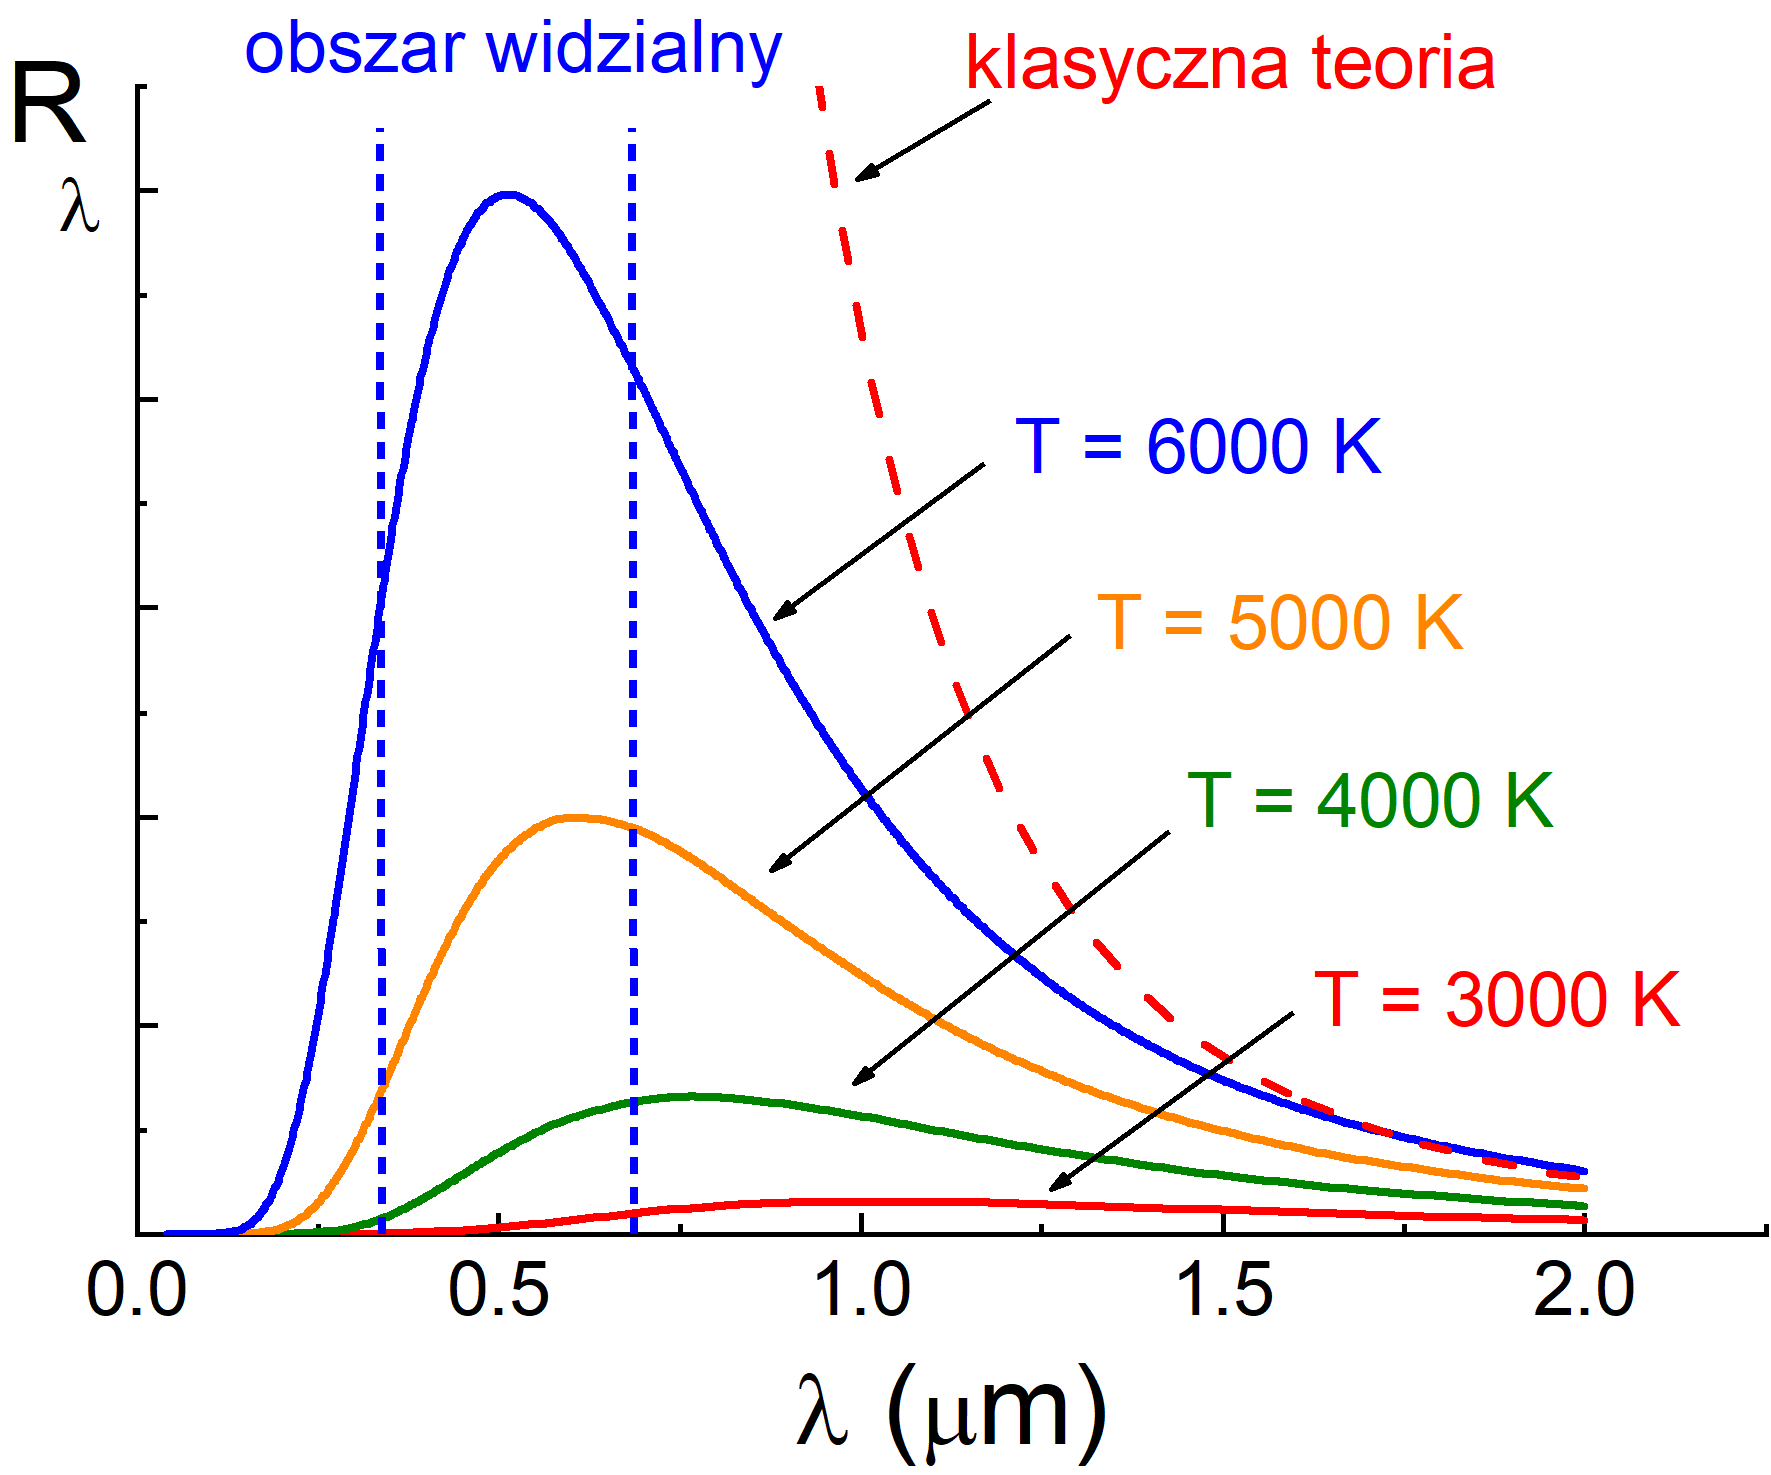 obszar widzialny
klasyczna teoria
R
λ
T = 6000 K
T = 5000 K
T = 4000 K
T = 3000 K
0.0 0.5 1.0 1.5 2.0
λ (μm)